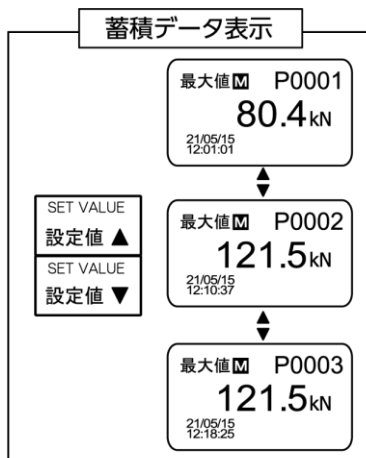 蓄積データ表示
最大値M P0001
80.4kN
21/05/15
12:01:01
SET VALUE
設定値 ▲
SET VALUE
設定値 ▼
最大値M P0002
121.5kN
21/05/15
12:10:37
最大値M P0003
121.5kN
21/05/15
12:18:25